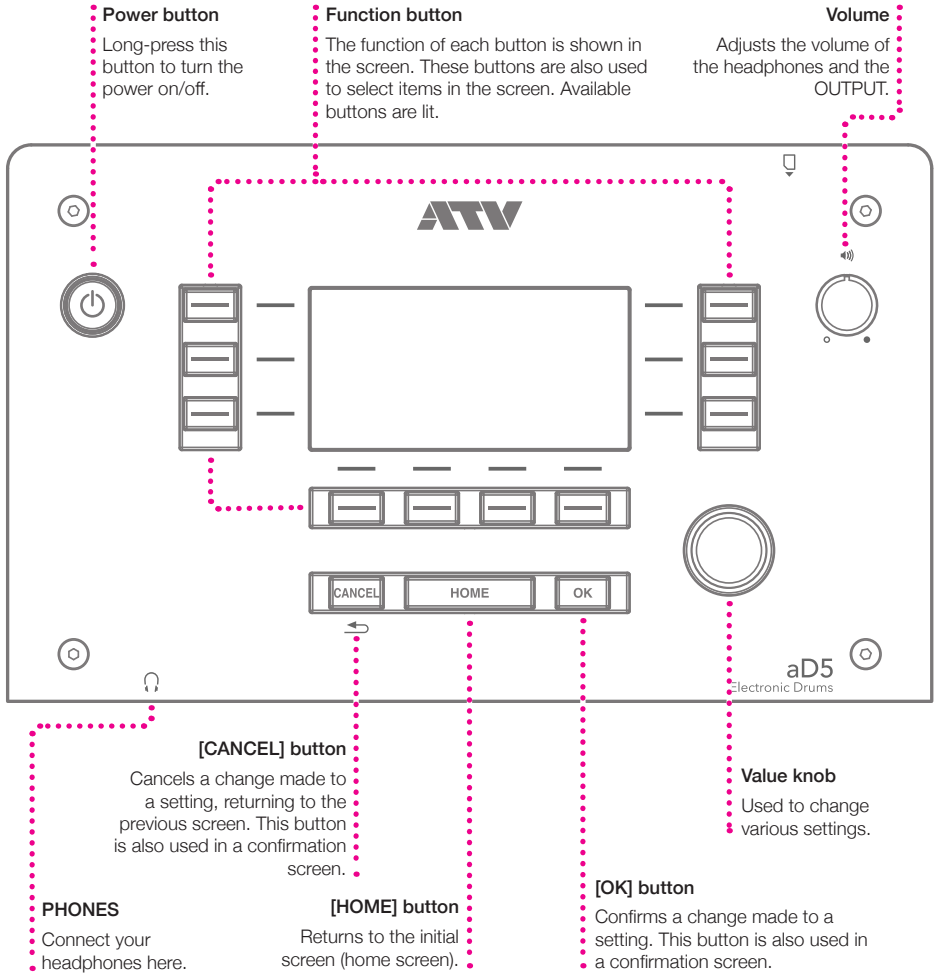 Power button
Long-press this
button to turn the
power on/off.
Function button
The function of each button is shown in
the screen. These buttons are also used
to select items in the screen. Available
buttons are lit.
Volume
Adjusts the volume of
the headphones and the
OUTPUT.
ATV
CANCEL
HOME
OK
aD5
Electronic Drums
[CANCEL] button
Cancels a change made to
a setting, returning to the
previous screen. This button
is also used in a confirmation
screen.
Value knob
Used to change
various settings.
PHONES
Connect your
headphones here.
[HOME] button
Returns to the initial
screen (home screen).
[OK] button
Confirms a change made to a
setting. This button is also used in
a confirmation screen.